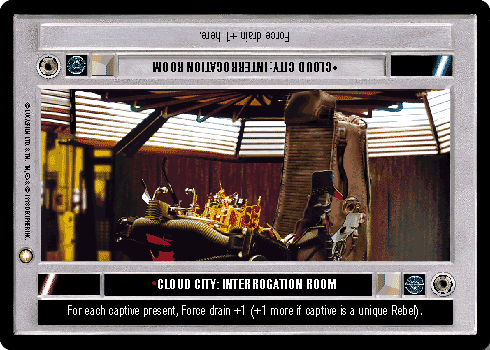 Force drain +1 here.
•CLOUD CITY: INTERROGATION ROOM
•CLOUD CITY: INTERROGATION ROOM
For each captive present, Force drain +1 (+1 more if captive is a unique Rebel).